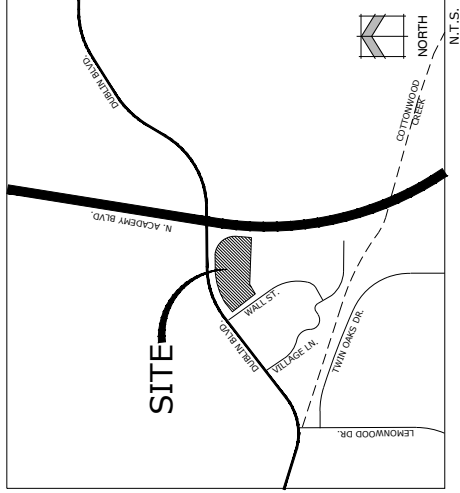 NORTH
N.T.S.
DUBLIN BLVD.
COTTONWOOD
CREEK
N. ACADEMY BLVD.
SITE
WALL ST.
DUBLIN BLVD.
VILLAGE LN.
TWIN OAKS DR.
LEMONWOOD DR.